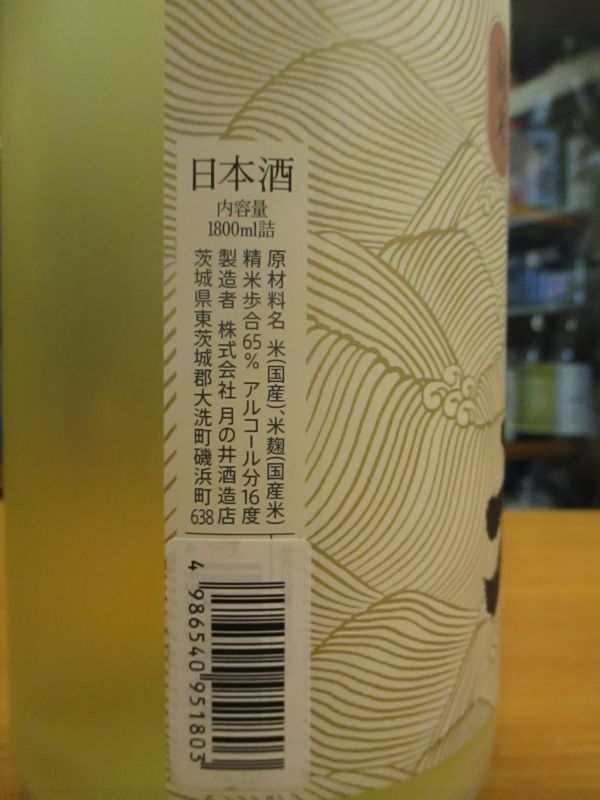 日本酒
内容量
1800ml詰
原材料名 米(国産)、米麹(国産米)
精米歩合65% アルコール分16度
製造者 株式会社 月の井酒造店
茨城県東茨城郡大洗町磯浜町638
4 986540 951803